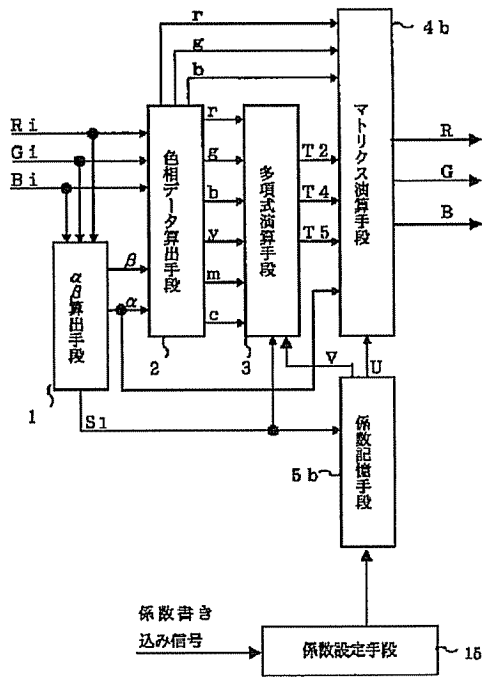 r
g
b
4b
Ri
Gi
Bi
色相データ算出手段
r
g
b
y
m
c
多項式演算手段
T2
T4
T5
マトリクス演算手段
R
G
B
αβ算出手段
β
α
1
2
3
S1
V
U
係数記憶手段
5b
係数書き
込み信号
係数設定手段
15